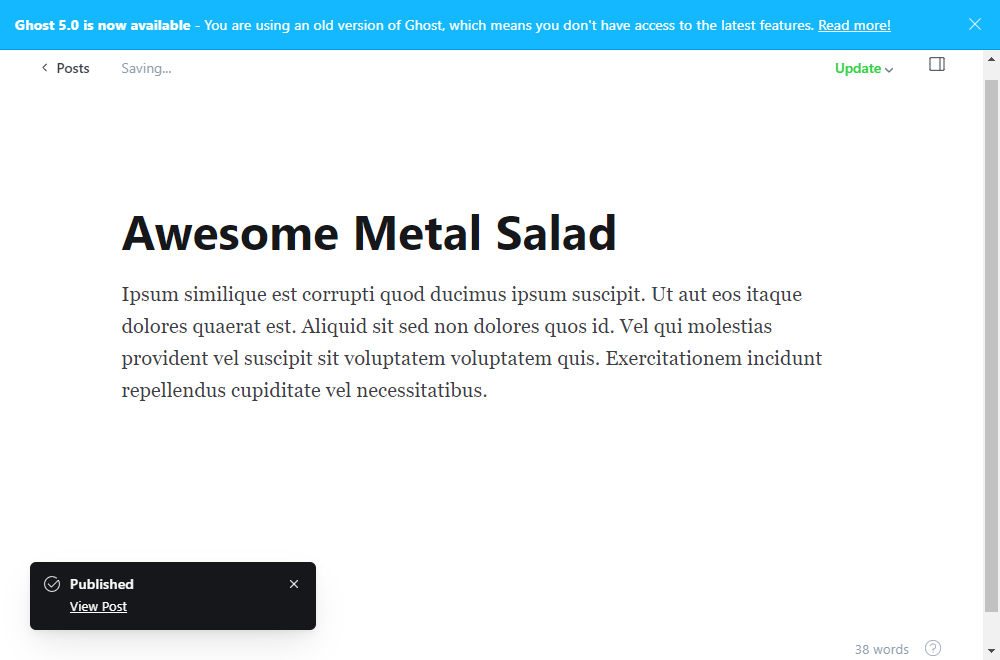 Ghost 5.0 is now available - You are using an old version of Ghost, which means you don't have access to the latest features. Read more!
Posts
Saving...
Update
Awesome Metal Salad
Ipsum similique est corrupti quod ducimus ipsum suscipit. Ut aut eos itaque
dolores quaerat est. Aliquid sit sed non dolores quos id. Vel qui molestias
provident vel suscipit sit voluptatem voluptatem quis. Exercitationem incidunt
repellendus cupiditate vel necessitatibus.
Published
View Post
38 words
?